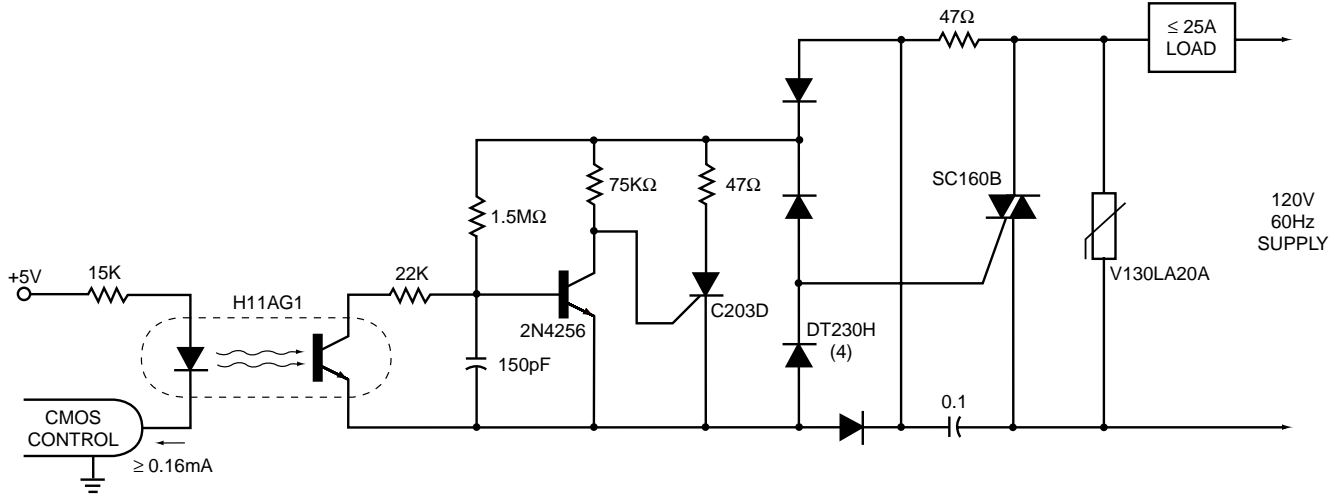 47Ω
≤ 25A
LOAD
75KΩ
47Ω
SC160B
1.5MΩ
120V
60Hz
SUPPLY
+5V
15K
22K
V130LA20A
H11AG1
C203D
2N4256
DT230H
(4)
150pF
0.1
CMOS
CONTROL
≥ 0.16mA